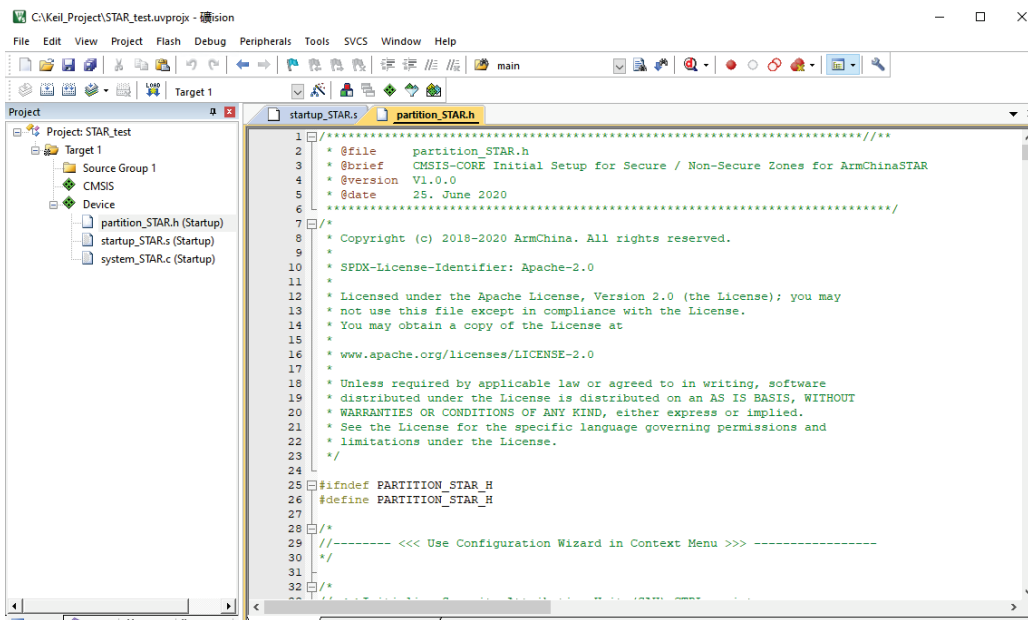 C:\Keil_Project\STAR_test.uvprojx - 礦ision
File Edit View Project Flash Debug Peripherals Tools SVCS Window Help
main
LOAD Target 1
Project
Project: STAR_test
Target 1
Source Group 1
CMSIS
Device
partition_STAR.h (Startup)
startup_STAR.s (Startup)
system_STAR.c (Startup)
startup_STAR.s partition_STAR.h
1 /**************************************************************************//**
2 * @file partition_STAR.h
3 * @brief CMSIS-CORE Initial Setup for Secure / Non-Secure Zones for ArmChinaSTAR
4 * @version V1.0.0
5 * @date 25. June 2020
6 ******************************************************************************/
7 /*
8 * Copyright (c) 2018-2020 ArmChina. All rights reserved.
9 *
10 * SPDX-License-Identifier: Apache-2.0
11 *
12 * Licensed under the Apache License, Version 2.0 (the License); you may
13 * not use this file except in compliance with the License.
14 * You may obtain a copy of the License at
15 *
16 * www.apache.org/licenses/LICENSE-2.0
17 *
18 * Unless required by applicable law or agreed to in writing, software
19 * distributed under the License is distributed on an AS IS BASIS, WITHOUT
20 * WARRANTIES OR CONDITIONS OF ANY KIND, either express or implied.
21 * See the License for the specific language governing permissions and
22 * limitations under the License.
23 */
24
25 #ifndef PARTITION_STAR_H
26 #define PARTITION_STAR_H
27
28 /*
29 //-------- <<< Use Configuration Wizard in Context Menu >>> -----------------
30 */
31
32 /*